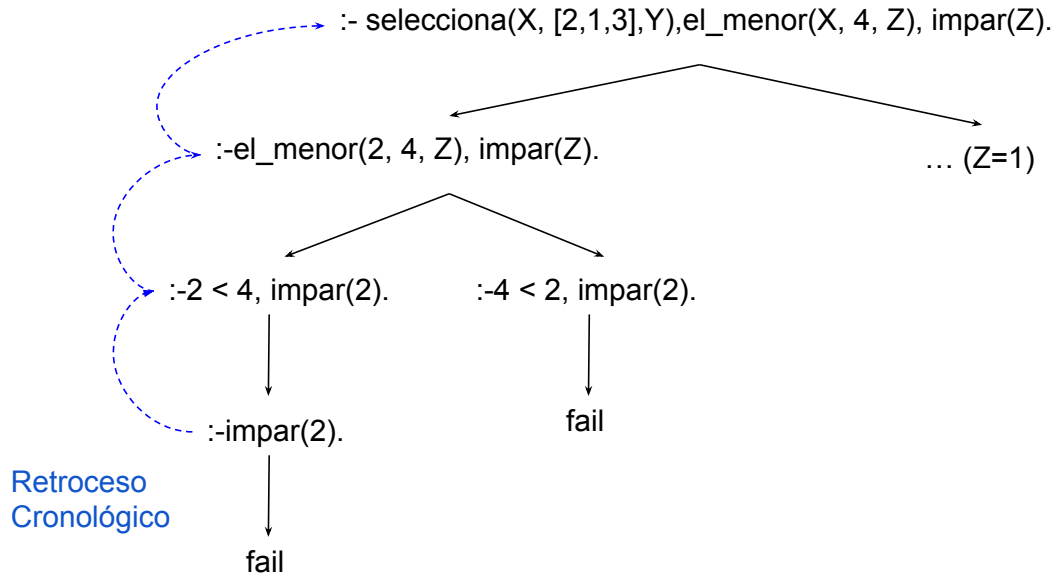 :- selecciona(X, [2,1,3],Y),el_menor(X, 4, Z), impar(Z).
:-el_menor(2, 4, Z), impar(Z).
… (Z=1)
:-2 < 4, impar(2).
:-4 < 2, impar(2).
:-impar(2).
fail
Retroceso
Cronológico
fail